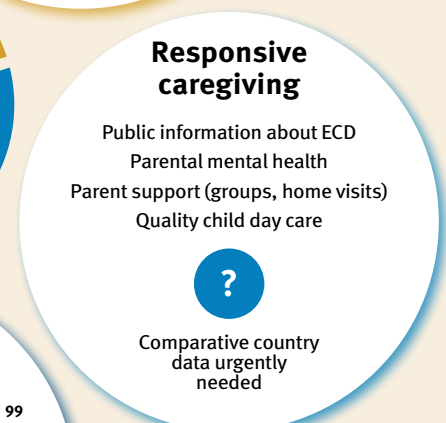 Responsive
caregiving
Public information about ECD
Parental mental health
Parent support (groups, home visits)
Quality child day care
?
Comparative country
data urgently
needed
99